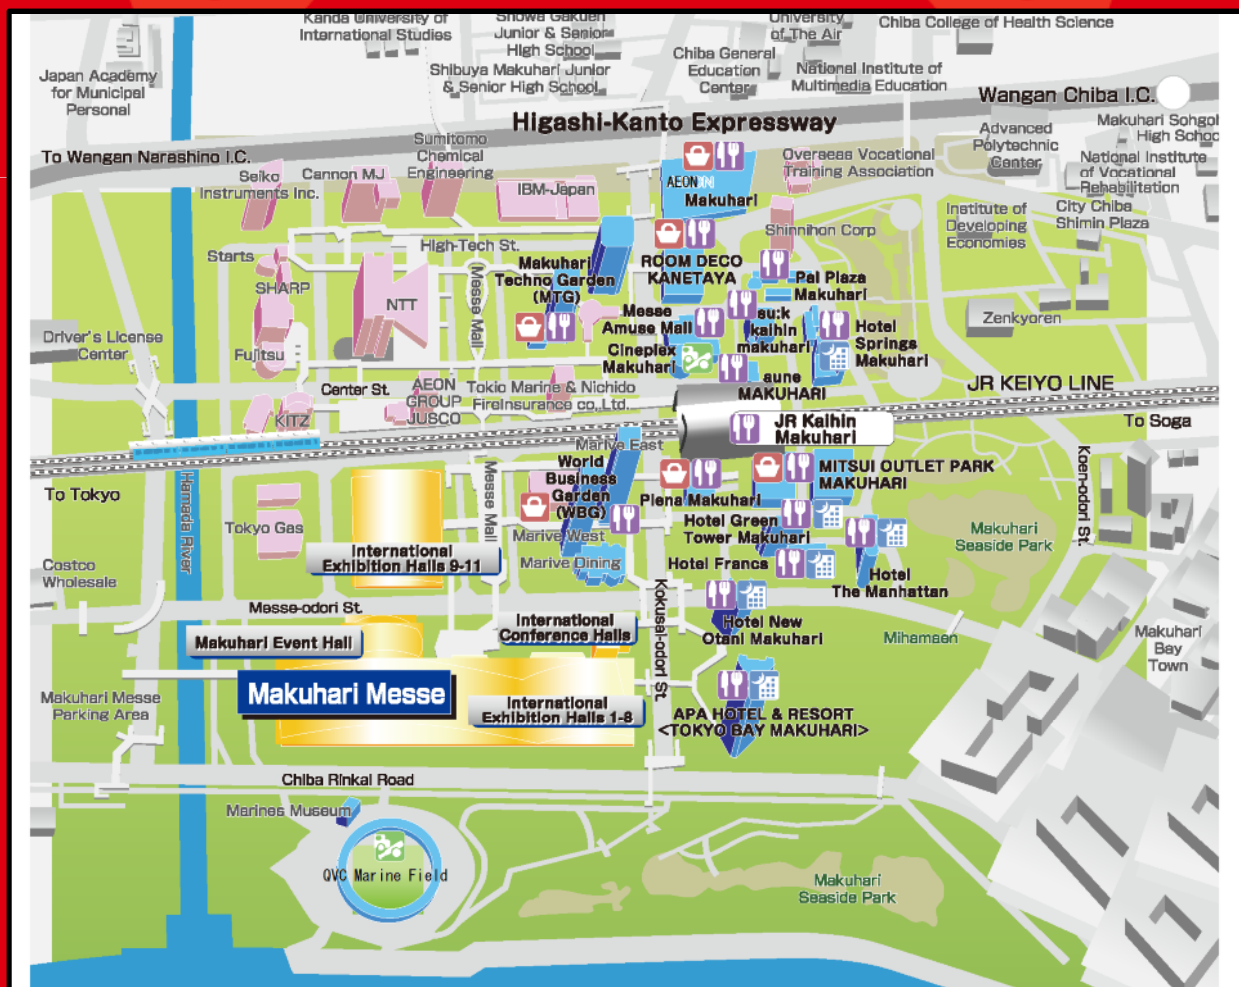 Kanda University of
International Studies
Showa Gakuen
Junior & Senior
High School
Shibuya Makuhari Junior
& Senior High School
University
of The Air
Chiba General
Education
Center
National Institute of
Multimedia Education
Chiba College of Health Science
Japan Academy
for Municipal
Personal
Wangan Chiba I.C.
Higashi-Kanto Expressway
Makuhari Sohgo
High Schoo
Advanced
Polytechnic
Center
National Institute
of Vocational
Rehabilitation
City Chiba
Shimin Plaza
Institute of
Developing
Economies
To Wangan Narashino I.C.
Seiko
Instruments Inc.
Cannon MJ
Sumitomo
Chemical
Engineering
IBM-Japan
AEON
Makuhari
Overseas Vocational
Training Association
Shinnihon Corp
High-Tech St.
Starts
SHARP
NTT
Fujitsu
Messe Mall
Makuhari
Techno Garden
(MTG)
ROOM DECO
KANETAYA
Pal Plaza
Makuhari
Messe
Amuse Mall
su:k
kaihin
makuhari
Hotel
Springs
Makuhari
Zenkyoren
Driver's License
Center
Cineplex
Makuhari
aune
MAKUHARI
Center St.
AEON
GROUP
JUSCO
Tokio Marine & Nichido
FireInsurance co,.Ltd.
KITZ
JR KEIYO LINE
To Soga
JR Kaihin
Makuhari
To Tokyo
Hamada River
Marive East
World
Business
Garden
(WBG)
Messe Mall
Marive West
Marive Dining
Plena Makuhari
MITSUI OUTLET PARK
MAKUHARI
Hotel Green
Tower Makuhari
Hotel Francs
Hotel
The Manhattan
Koen-odori St.
Makuhari
Seaside Park
Tokyo Gas
International
Exhibition Halls 9-11
Costco
Wholesale
Messe-odori St.
Makuhari Event Hall
International
Conference Halls
Kokusai-odori St.
Hotel New
Otani Makuhari
Mihamaen
Makuhari
Bay
Town
Makuhari Messe
Parking Area
Makuhari Messe
International
Exhibition Halls 1-8
APA HOTEL & RESORT
<TOKYO BAY MAKUHARI>
Chiba Rinkai Road
Marines Museum
QVC Marine Field
Makuhari
Seaside Park